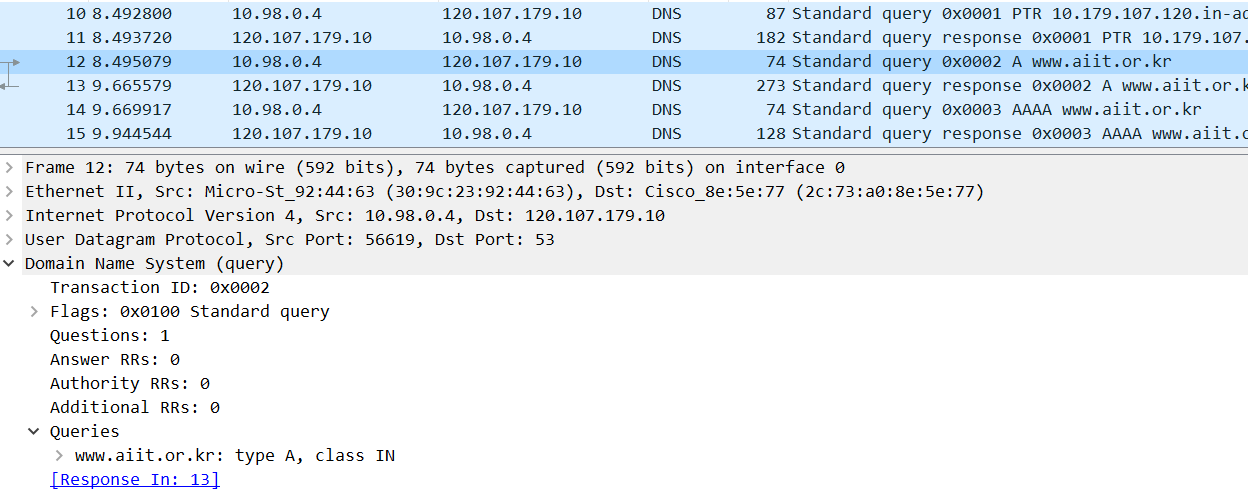 10 8.492800 10.98.0.4 120.107.179.10 DNS 87 Standard query 0x0001 PTR 10.179.107.120.in-ad
11 8.493720 120.107.179.10 10.98.0.4 DNS 182 Standard query response 0x0001 PTR 10.179.107.
12 8.495079 10.98.0.4 120.107.179.10 DNS 74 Standard query 0x0002 A www.aiit.or.kr
13 9.665579 120.107.179.10 10.98.0.4 DNS 273 Standard query response 0x0002 A www.aiit.or.k
14 9.669917 10.98.0.4 120.107.179.10 DNS 74 Standard query 0x0003 AAAA www.aiit.or.kr
15 9.944544 120.107.179.10 10.98.0.4 DNS 128 Standard query response 0x0003 AAAA www.aiit.o
Frame 12: 74 bytes on wire (592 bits), 74 bytes captured (592 bits) on interface 0
Ethernet II, Src: Micro-St_92:44:63 (30:9c:23:92:44:63), Dst: Cisco_8e:5e:77 (2c:73:a0:8e:5e:77)
Internet Protocol Version 4, Src: 10.98.0.4, Dst: 120.107.179.10
User Datagram Protocol, Src Port: 56619, Dst Port: 53
Domain Name System (query)
Transaction ID: 0x0002
Flags: 0x0100 Standard query
Questions: 1
Answer RRs: 0
Authority RRs: 0
Additional RRs: 0
Queries
www.aiit.or.kr: type A, class IN
[Response In: 13]